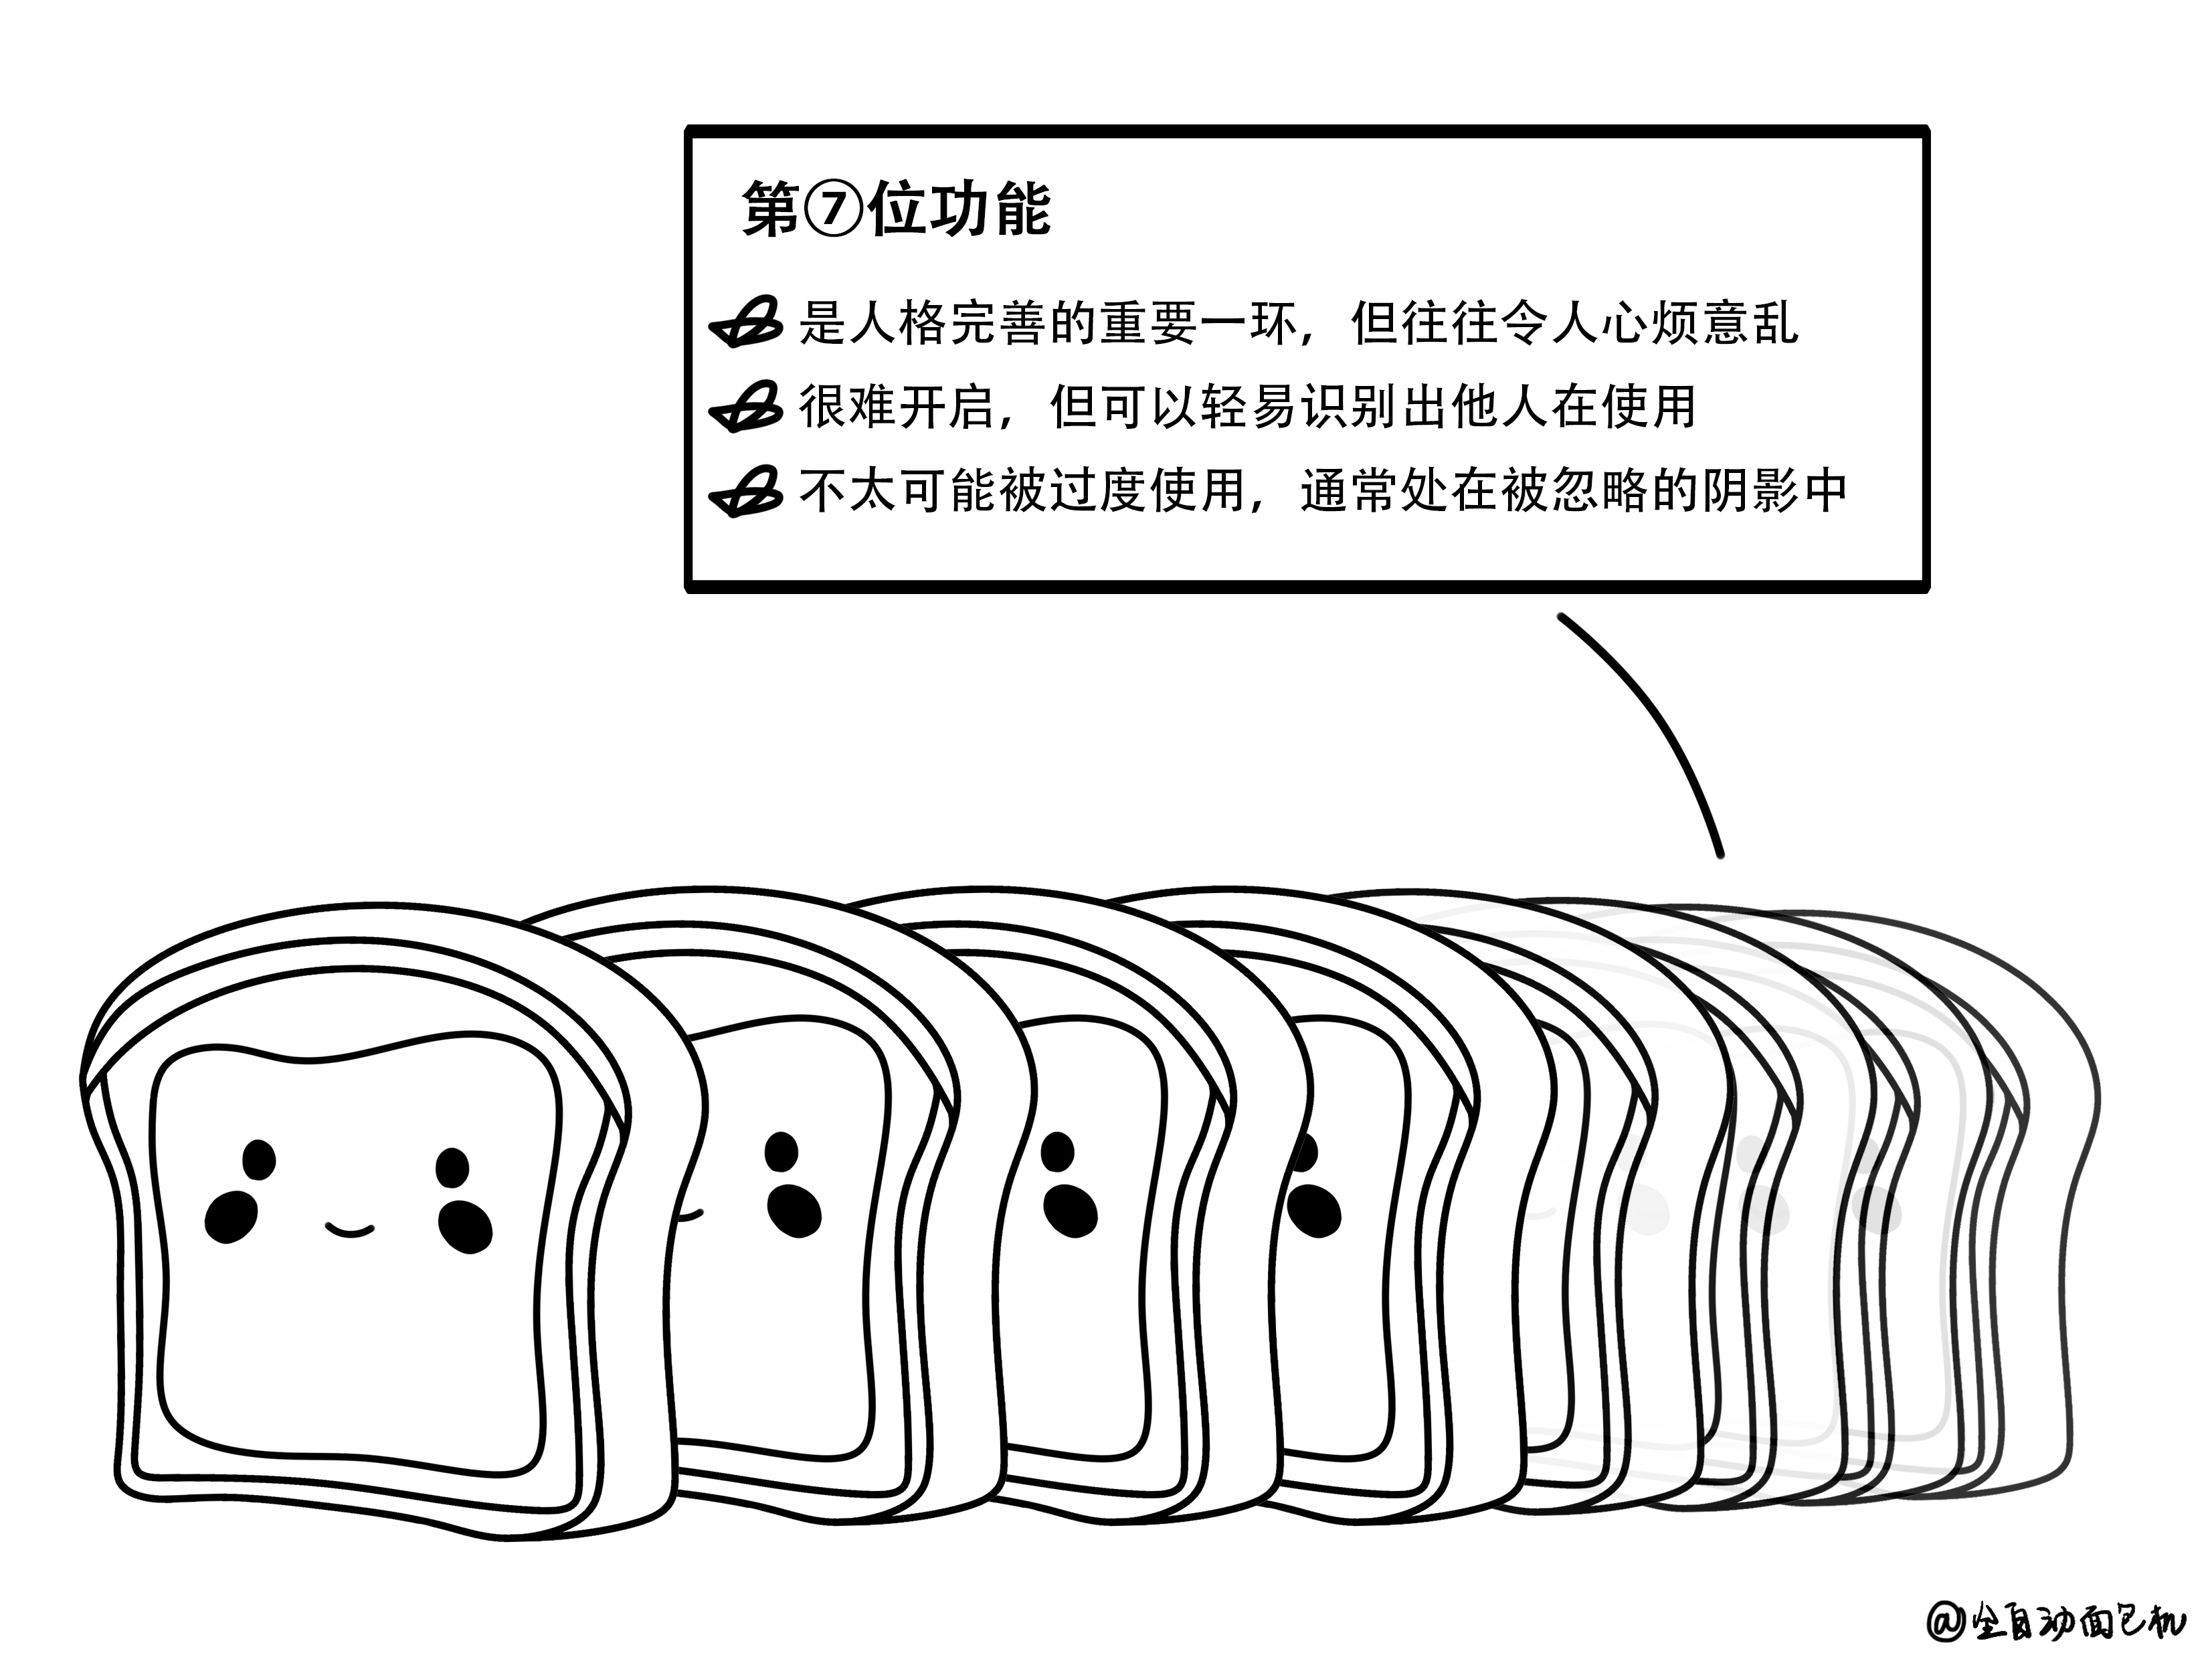 第⑦位功能
是人格完善的重要一环，但往往令人心烦意乱
很难开启，但可以轻易识别出他人在使用
不太可能被过度使用，通常处在被忽略的阴影中
@全自动面包机